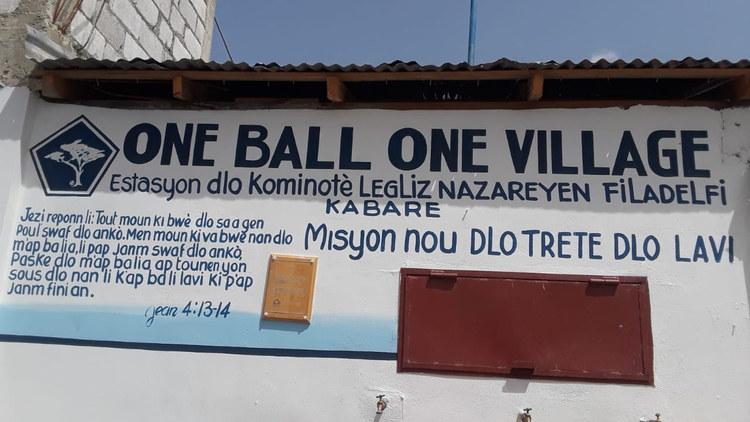 ONE BALL ONE VILLAGE
Estasyon dlo Kominotè LEGLIZ NAZAREYEN FiLADELFi
KABARE
Jezi reponn li: Tout moun ki bwè dlo sa a gen
Pou l swaf dlo ankò. Men moun ki va bwè nan dlo
m'ap ba li a, li pap janm swaf dlo ankò,
Paske dlo m'ap ba li a ap tounen yon
sous dlo nan 'li k ap ba li lavi ki p'ap
janm fini an.
Jean 4:13-14
Misyon nou DLO TRETE DLO LAVI